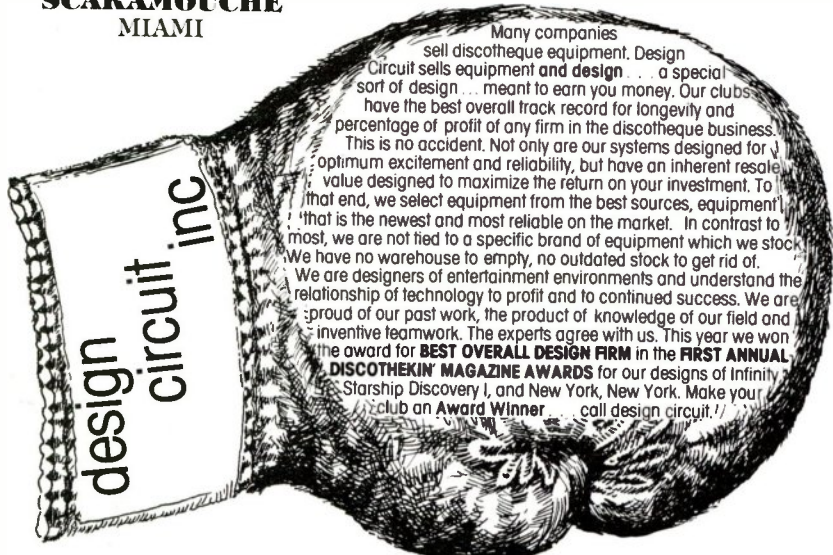 SCARAMOUCHE
MIAMI
Many companies
sell discotheque equipment. Design
Circuit sells equipment and design . . . a special
sort of design ... meant to earn you money. Our clubs
have the best overall track record for longevity and
percentage of profit of any firm in the discotheque business.
This is no accident. Not only are our systems designed for
optimum excitement and reliability, but have an inherent resale
value designed to maximize the return on your investment. To
that end, we select equipment from the best sources, equipment
that is the newest and most reliable on the market. In contrast to
most, we are not tied to a specific brand of equipment which we stock.
We have no warehouse to empty, no outdated stock to get rid of.
We are designers of entertainment environments and understand the
relationship of technology to profit and to continued success. We are
proud of our past work, the product of knowledge of our field and
inventive teamwork. The experts agree with us. This year we won
the award for BEST OVERALL DESIGN FIRM in the FIRST ANNUAL
DISCOTHEKIN' MAGAZINE AWARDS for our designs of Infinity,
Starship Discovery I, and New York, New York. Make your
club an Award Winner . . . call design circuit.
design
circuit
inc